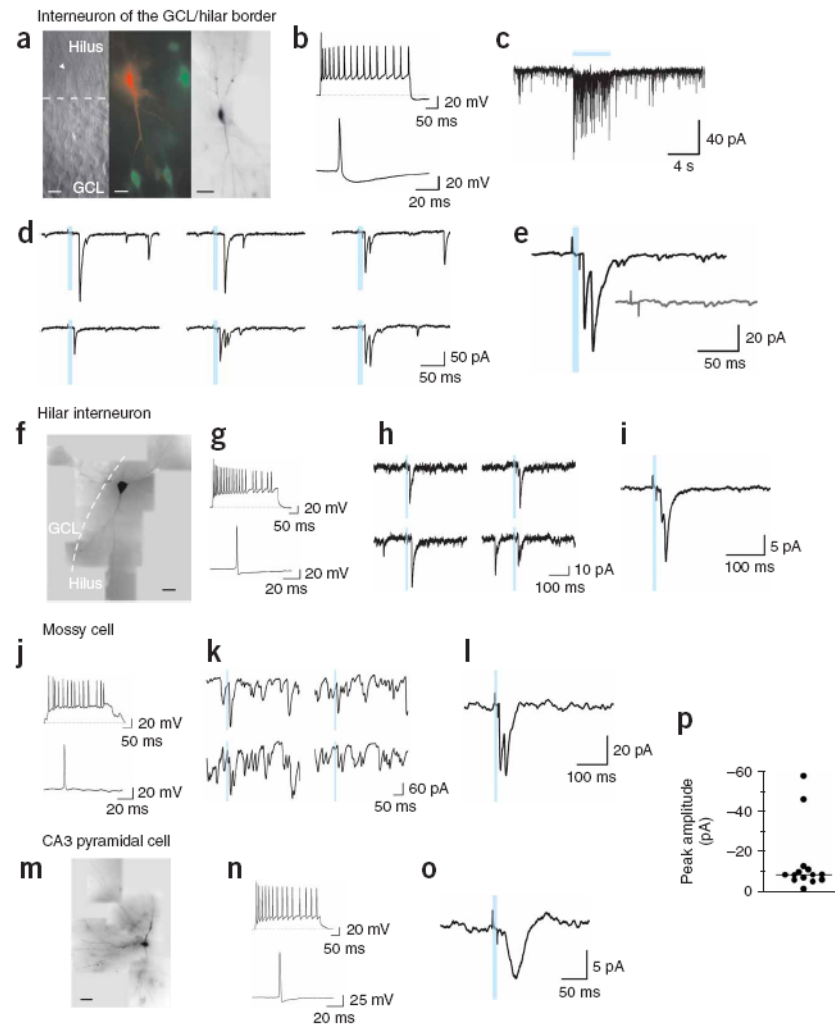 Interneuron of the GCL/hilar border
a
Hilus
GCL
b
20 mV
50 ms
20 mV
20 ms
c
40 pA
4 s
d
50 pA
50 ms
e
20 pA
50 ms
Hilar interneuron
f
GCL
Hilus
g
20 mV
50 ms
20 mV
20 ms
h
10 pA
100 ms
i
5 pA
100 ms
Mossy cell
j
20 mV
50 ms
20 mV
20 ms
k
60 pA
50 ms
l
20 pA
100 ms
p
Peak amplitude
(pA)
–60
–40
–20
0
CA3 pyramidal cell
m
n
20 mV
50 ms
25 mV
20 ms
o
5 pA
50 ms